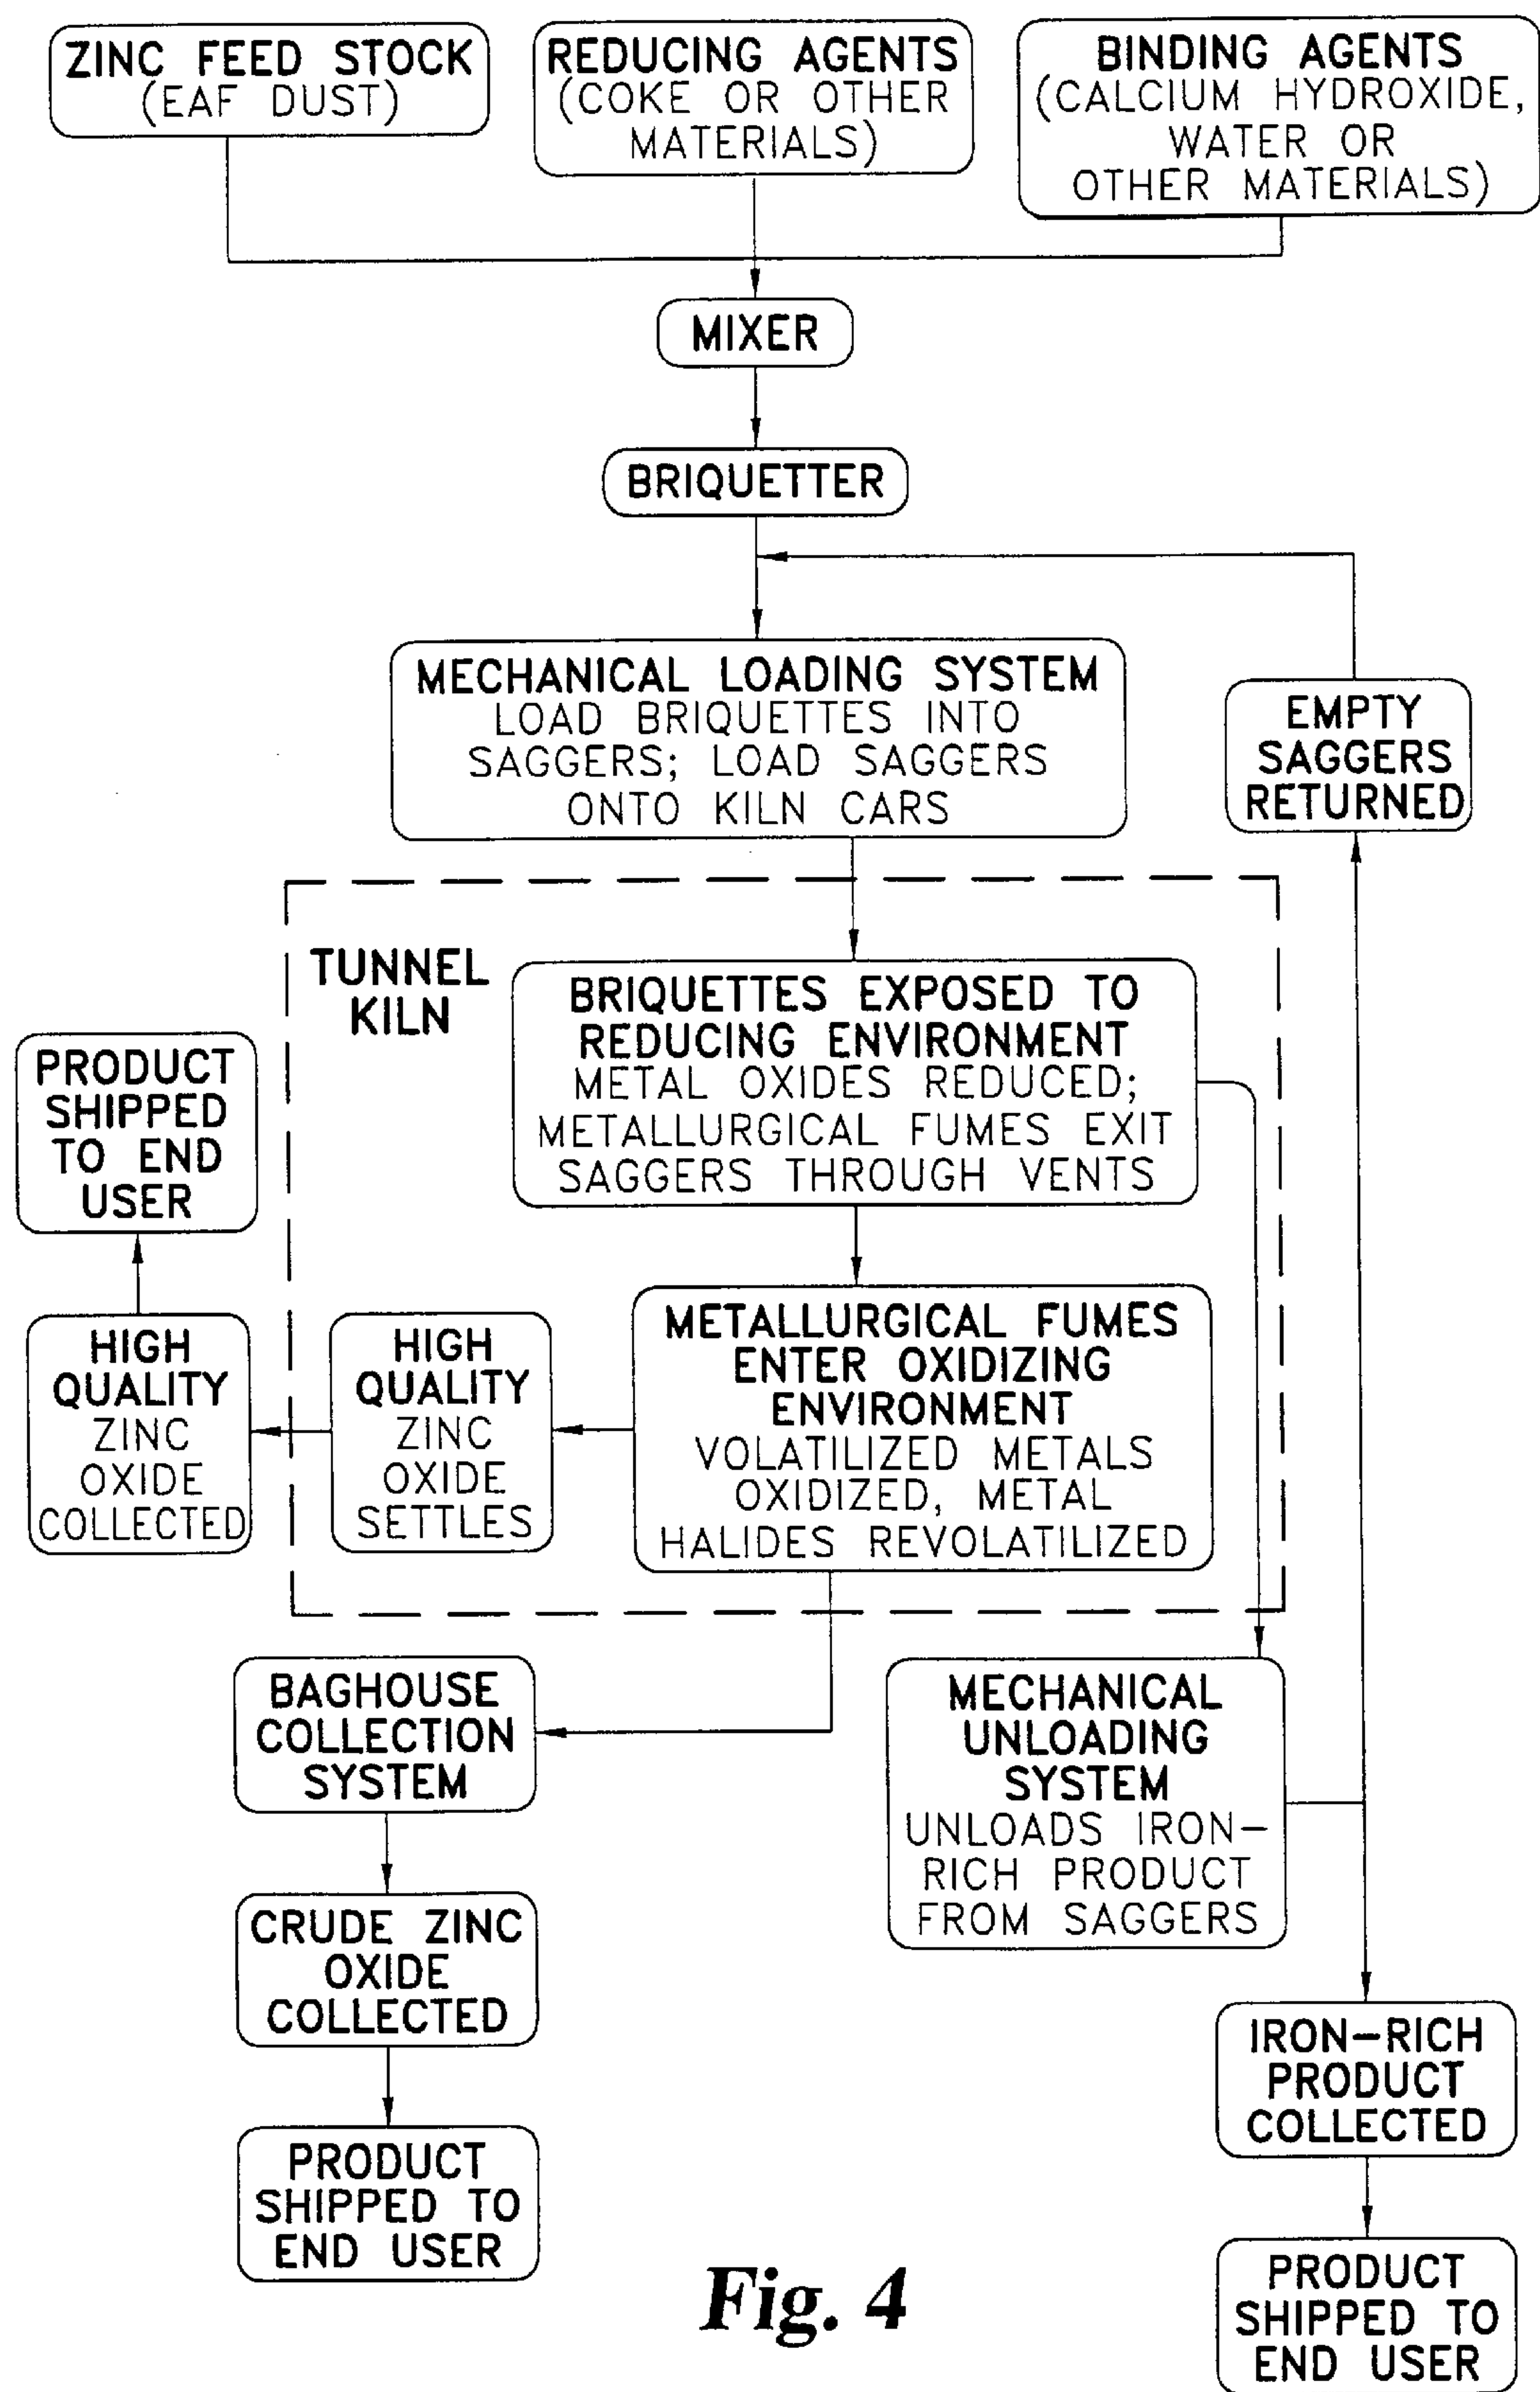 ZINC FEED STOCK
(EAF DUST)
REDUCING AGENTS
(COKE OR OTHER
MATERIALS)
BINDING AGENTS
(CALCIUM HYDROXIDE,
WATER OR
OTHER MATERIALS)
MIXER
BRIQUETTER
MECHANICAL LOADING SYSTEM
LOAD BRIQUETTES INTO
SAGGERS; LOAD SAGGERS
ONTO KILN CARS
EMPTY
SAGGERS
RETURNED
TUNNEL
KILN
BRIQUETTES EXPOSED TO
REDUCING ENVIRONMENT
METAL OXIDES REDUCED;
METALLURGICAL FUMES EXIT
SAGGERS THROUGH VENTS
PRODUCT
SHIPPED
TO END
USER
HIGH
QUALITY
ZINC
OXIDE
COLLECTED
HIGH
QUALITY
ZINC
OXIDE
SETTLES
METALLURGICAL FUMES
ENTER OXIDIZING
ENVIRONMENT
VOLATILIZED METALS
OXIDIZED, METAL
HALIDES REVOLATILIZED
BAGHOUSE
COLLECTION
SYSTEM
MECHANICAL
UNLOADING
SYSTEM
UNLOADS IRON-
RICH PRODUCT
FROM SAGGERS
CRUDE ZINC
OXIDE
COLLECTED
IRON-RICH
PRODUCT
COLLECTED
PRODUCT
SHIPPED TO
END USER
PRODUCT
SHIPPED TO
END USER
Fig. 4